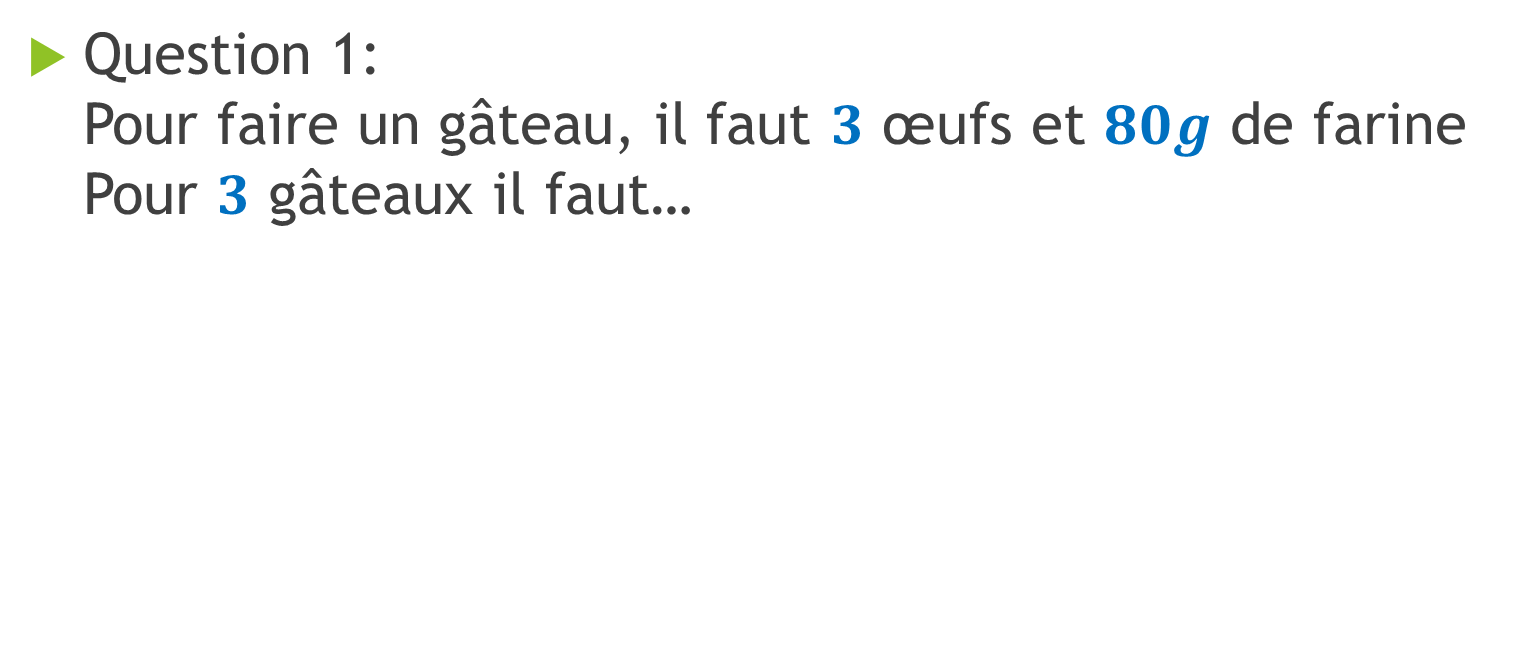 Question 1:
Pour faire un gâteau, il faut 3 œufs et 80g de farine
Pour 3 gâteaux il faut…